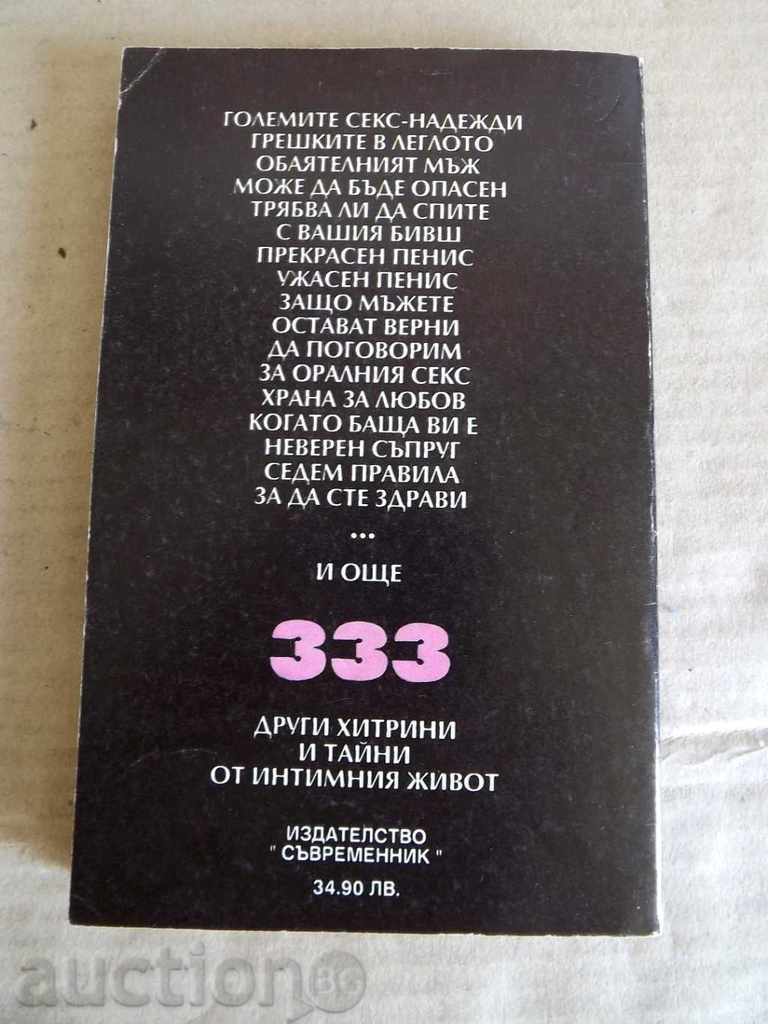 ГОЛЕМИТЕ СЕКС-НАДЕЖДИ
ГРЕШКИТЕ В ЛЕГЛОТО
ОБАЯТЕЛНИЯТ МЪЖ
МОЖЕ ДА БЪДЕ ОПАСЕН
ТРЯБВА ЛИ ДА СПИТЕ
С ВАШИЯ БИВШ
ПРЕКРАСЕН ПЕНИС
УЖАСЕН ПЕНИС
ЗАЩО МЪЖЕТЕ
ОСТАВАТ ВЕРНИ
ДА ПОГОВОРИМ
ЗА ОРАЛНИЯ СЕКС
ХРАНА ЗА ЛЮБОВ
КОГАТО БАЩА ВИ Е
НЕВЕРЕН СЪПРУГ
СЕДЕМ ПРАВИЛА
ЗА ДА СТЕ ЗДРАВИ
...
И ОЩЕ
333
ДРУГИ ХИТРИНИ
И ТАЙНИ
ОТ ИНТИМНИЯ ЖИВОТ
ИЗДАТЕЛСТВО
" СЪВРЕМЕННИК "
34.90 ЛВ.
auction BG